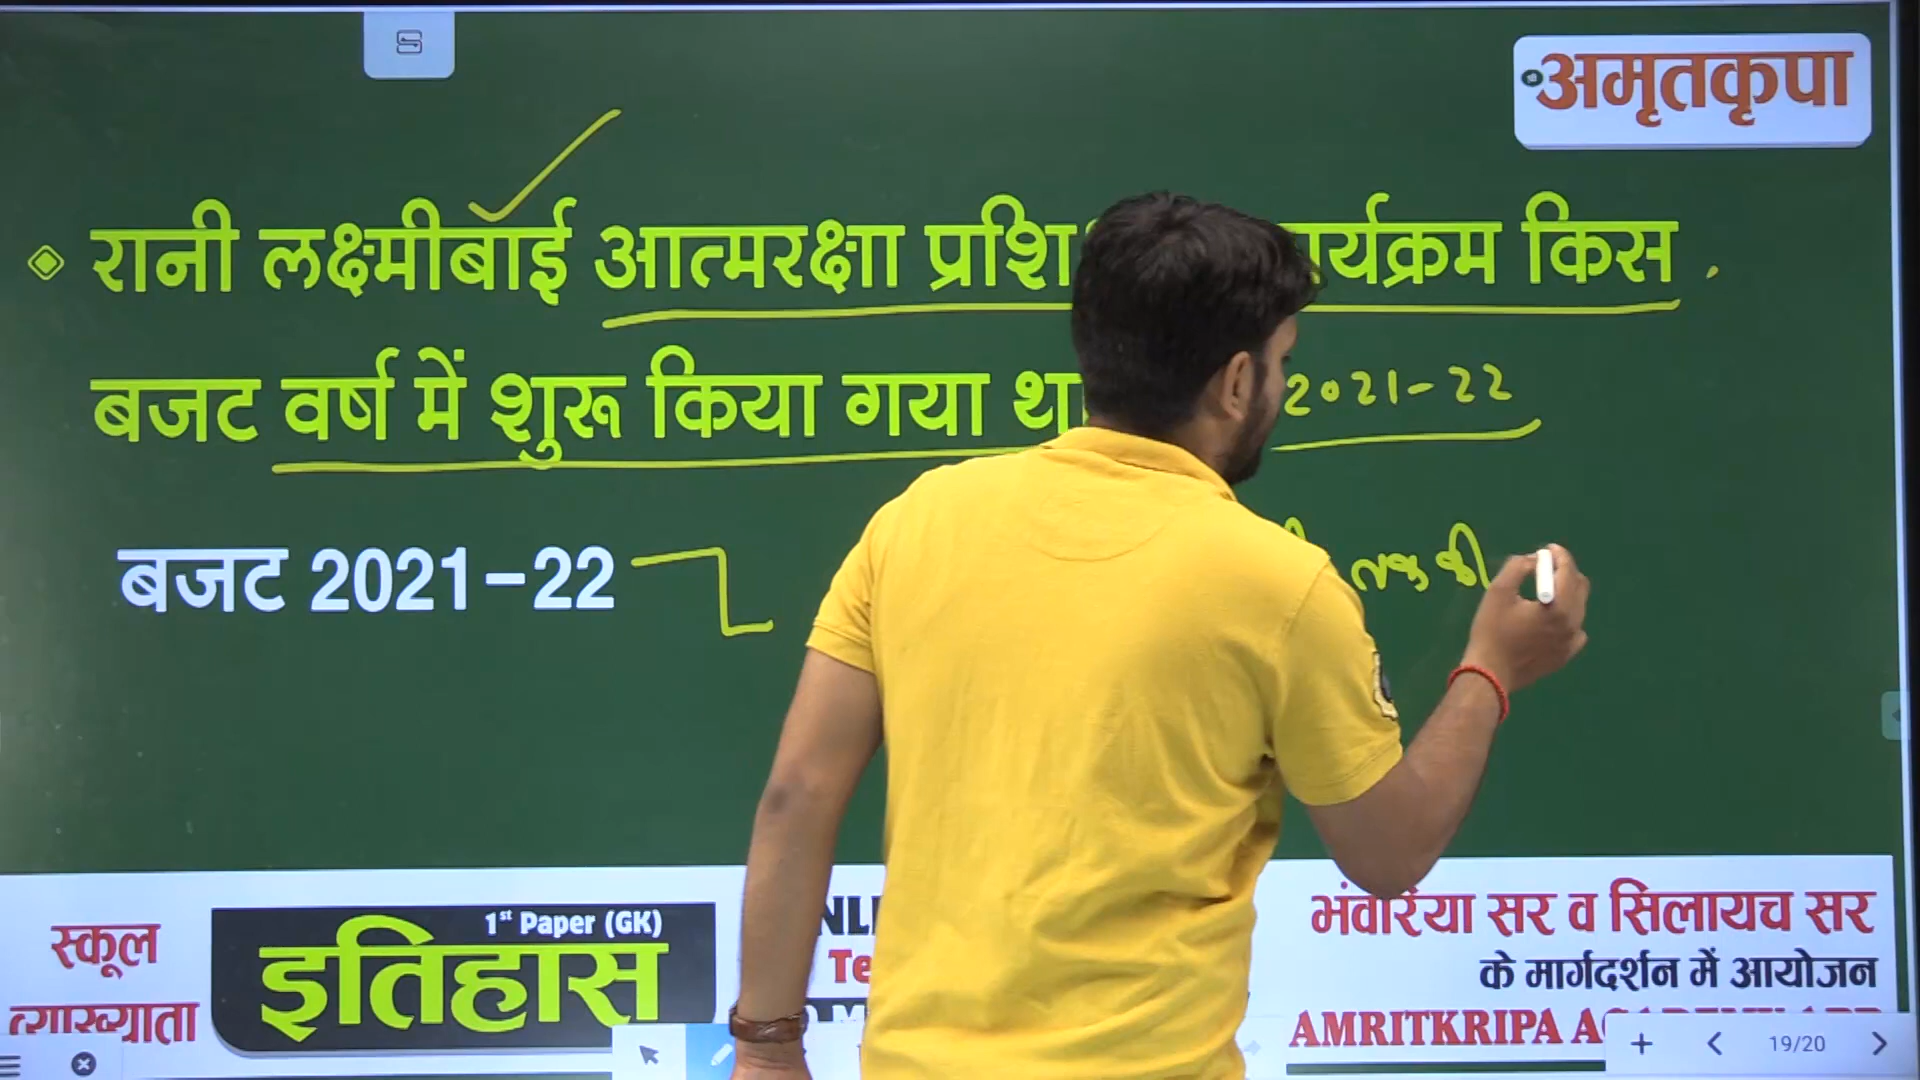 अमृतकृपा
रानी लक्ष्मीबाई आत्मरक्षा प्रशि र्यक्रम किस
बजट वर्ष में शुरू किया गया था 2021-22
बजट 2021-22
स्कूल
व्याख्याता
1st Paper (GK)
इतिहास
भंवरिया सर व सिलायच सर
के मार्गदर्शन में आयोजन
AMRITKRIPA
19/20